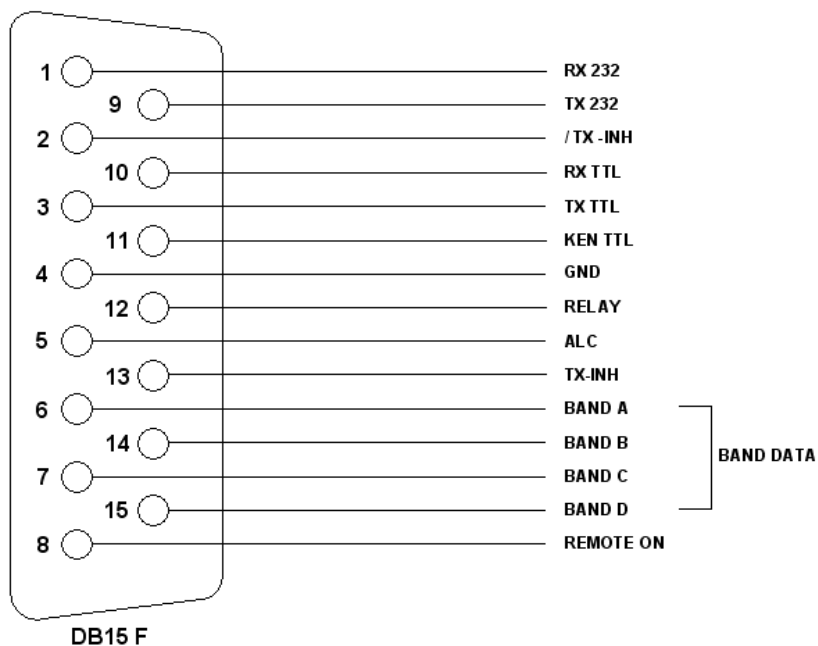 1 RX 232
9 TX 232
2 / TX -INH
10 RX TTL
3 TX TTL
11 KEN TTL
4 GND
12 RELAY
5 ALC
13 TX-INH
6 BAND A
14 BAND B
7 BAND C
15 BAND D
8 REMOTE ON
BAND DATA
DB15 F